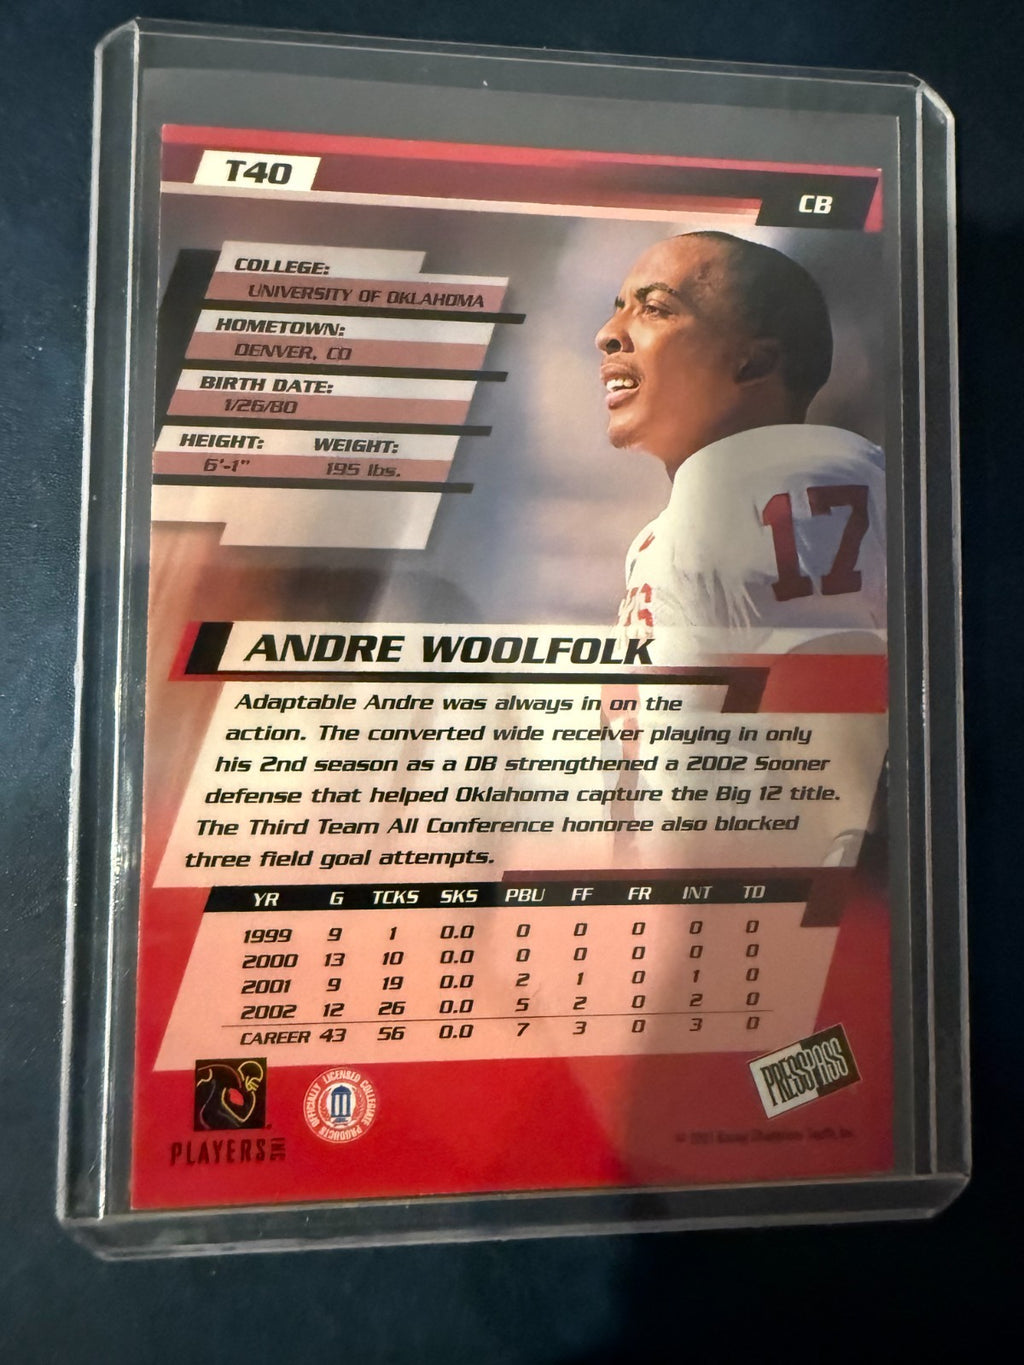 T40
CB
COLLEGE:
UNIVERSITY OF OKLAHOMA
HOMETOWN:
DENVER, CO
BIRTH DATE:
1/26/80
HEIGHT: WEIGHT:
6'-1" 195 lbs.
17
ANDRE WOOLFOLK
Adaptable Andre was always in on the
action. The converted wide receiver playing in only
his 2nd season as a DB strengthened a 2002 Sooner
defense that helped Oklahoma capture the Big 12 title.
The Third Team All Conference honoree also blocked
three field goal attempts.
YR G TCKS SKS PBU FF FR INT TD
1999 9 1 0.0 0 0 0 0 0
2000 13 10 0.0 0 0 0 0 0
2001 9 19 0.0 2 1 0 1 0
2002 12 26 0.0 5 2 0 2 0
CAREER 43 56 0.0 7 3 0 3 0
PLAYERS INC
OFFICIALLY LICENSED COLLEGIATE PRODUCTS
PRESS PASS